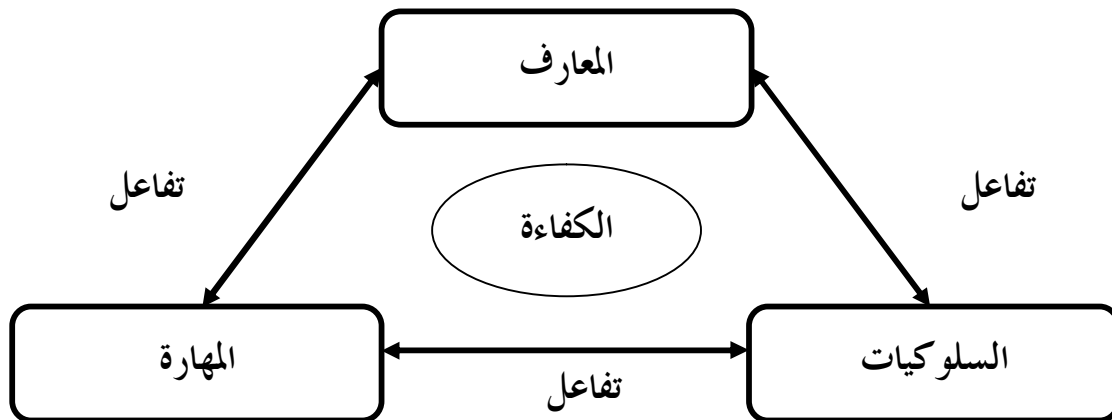 المعارف
تفاعل
تفاعل
الكفاءة
السلوكيات
المهارة
تفاعل